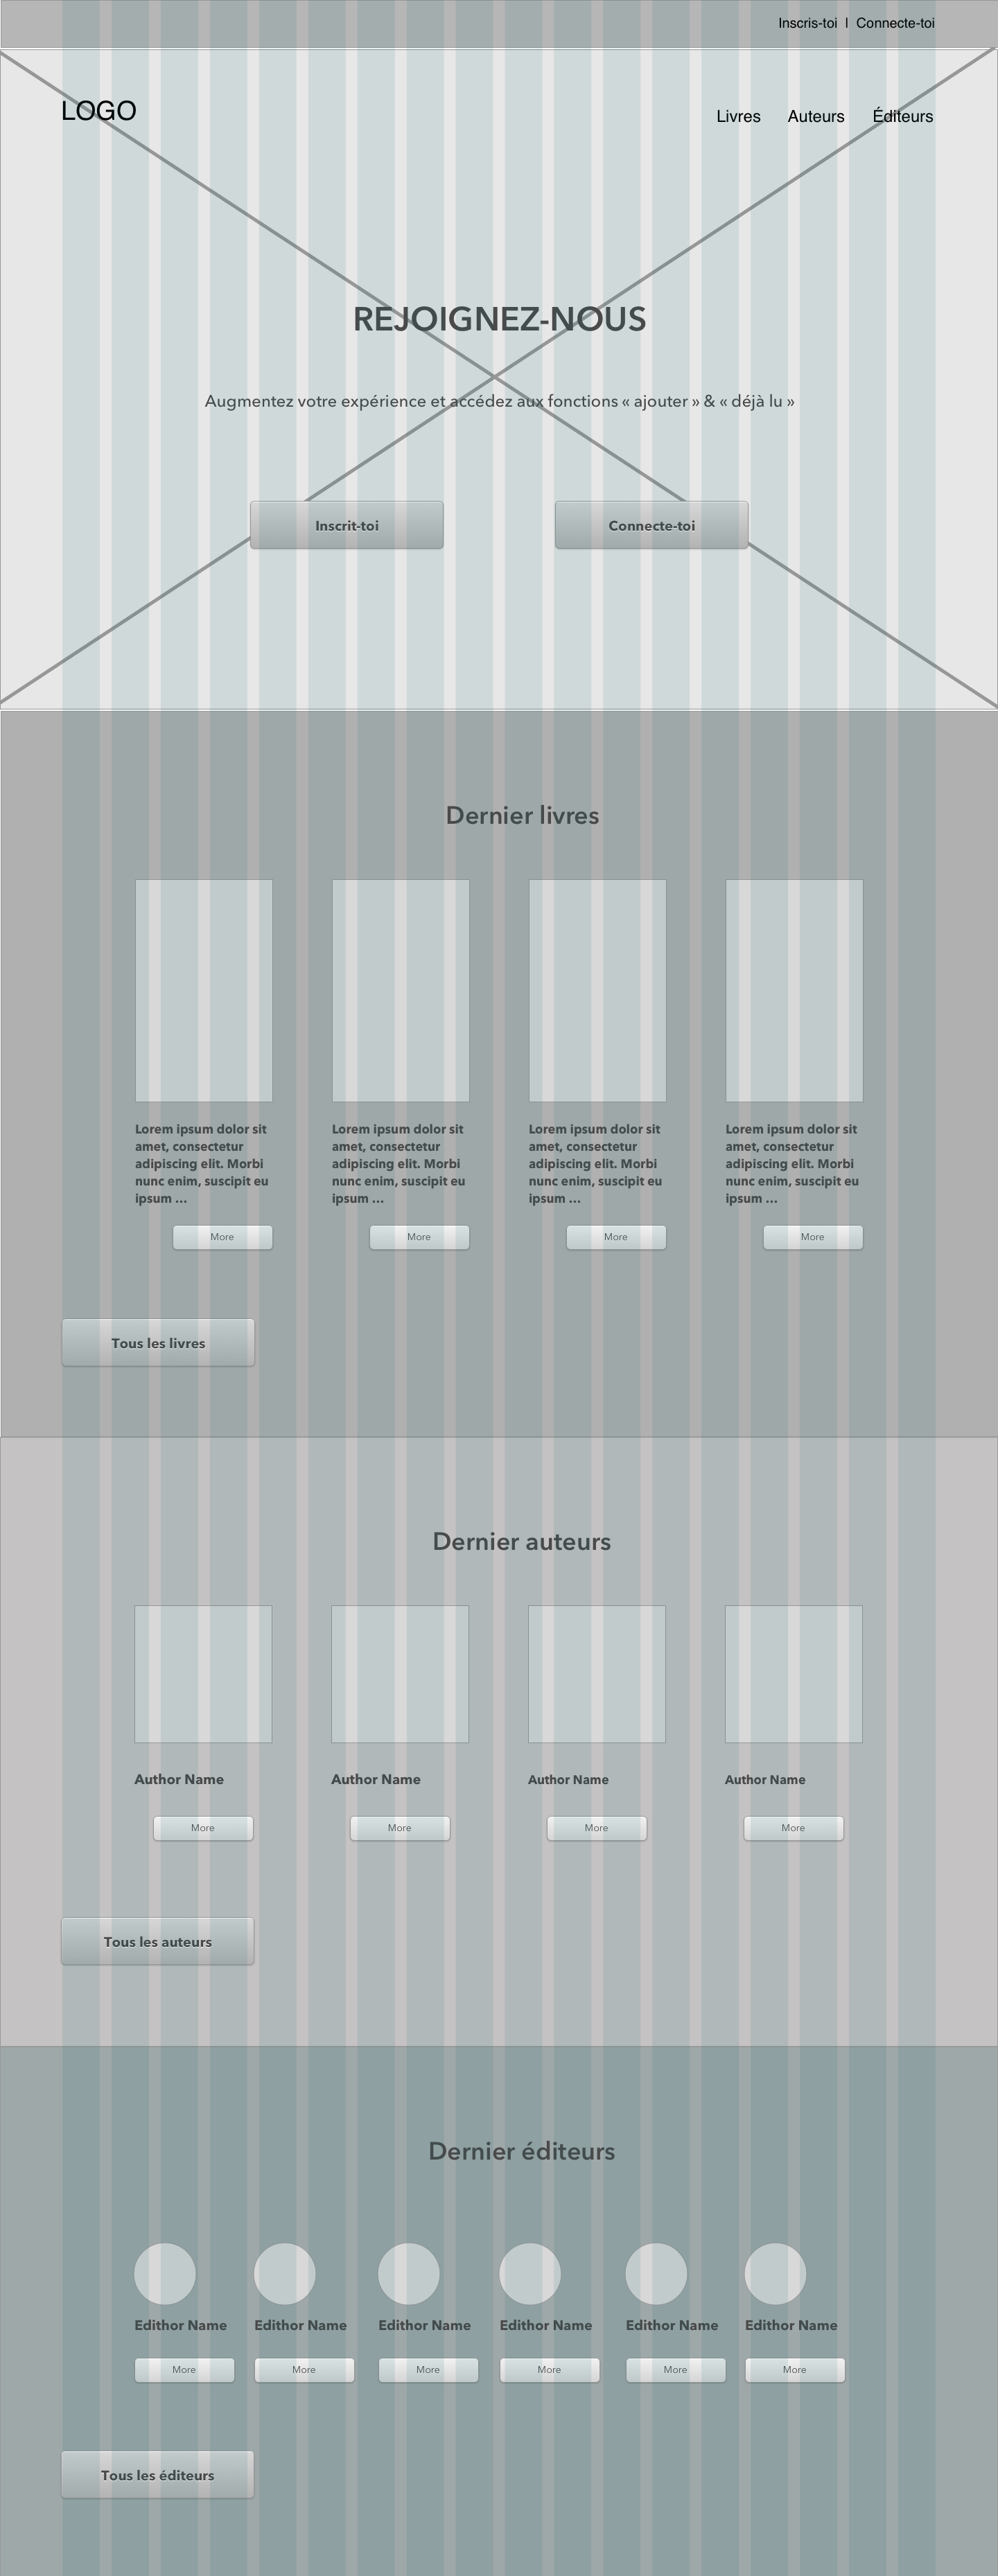 Inscris-toi | Connecte-toi
LOGO
Livres Auteurs Éditeurs
REJOIGNEZ-NOUS
Augmentez votre expérience et accédez aux fonctions « ajouter » & « déjà lu »
Inscrit-toi
Connecte-toi
Dernier livres
Lorem ipsum dolor sit
amet, consectetur
adipiscing elit. Morbi
nunc enim, suscipit eu
ipsum ...
More
Lorem ipsum dolor sit
amet, consectetur
adipiscing elit. Morbi
nunc enim, suscipit eu
ipsum ...
More
Lorem ipsum dolor sit
amet, consectetur
adipiscing elit. Morbi
nunc enim, suscipit eu
ipsum ...
More
Lorem ipsum dolor sit
amet, consectetur
adipiscing elit. Morbi
nunc enim, suscipit eu
ipsum ...
More
Tous les livres
Dernier auteurs
Author Name
More
Author Name
More
Author Name
More
Author Name
More
Tous les auteurs
Dernier éditeurs
Edithor Name
More
Edithor Name
More
Edithor Name
More
Edithor Name
More
Edithor Name
More
Edithor Name
More
Tous les éditeurs